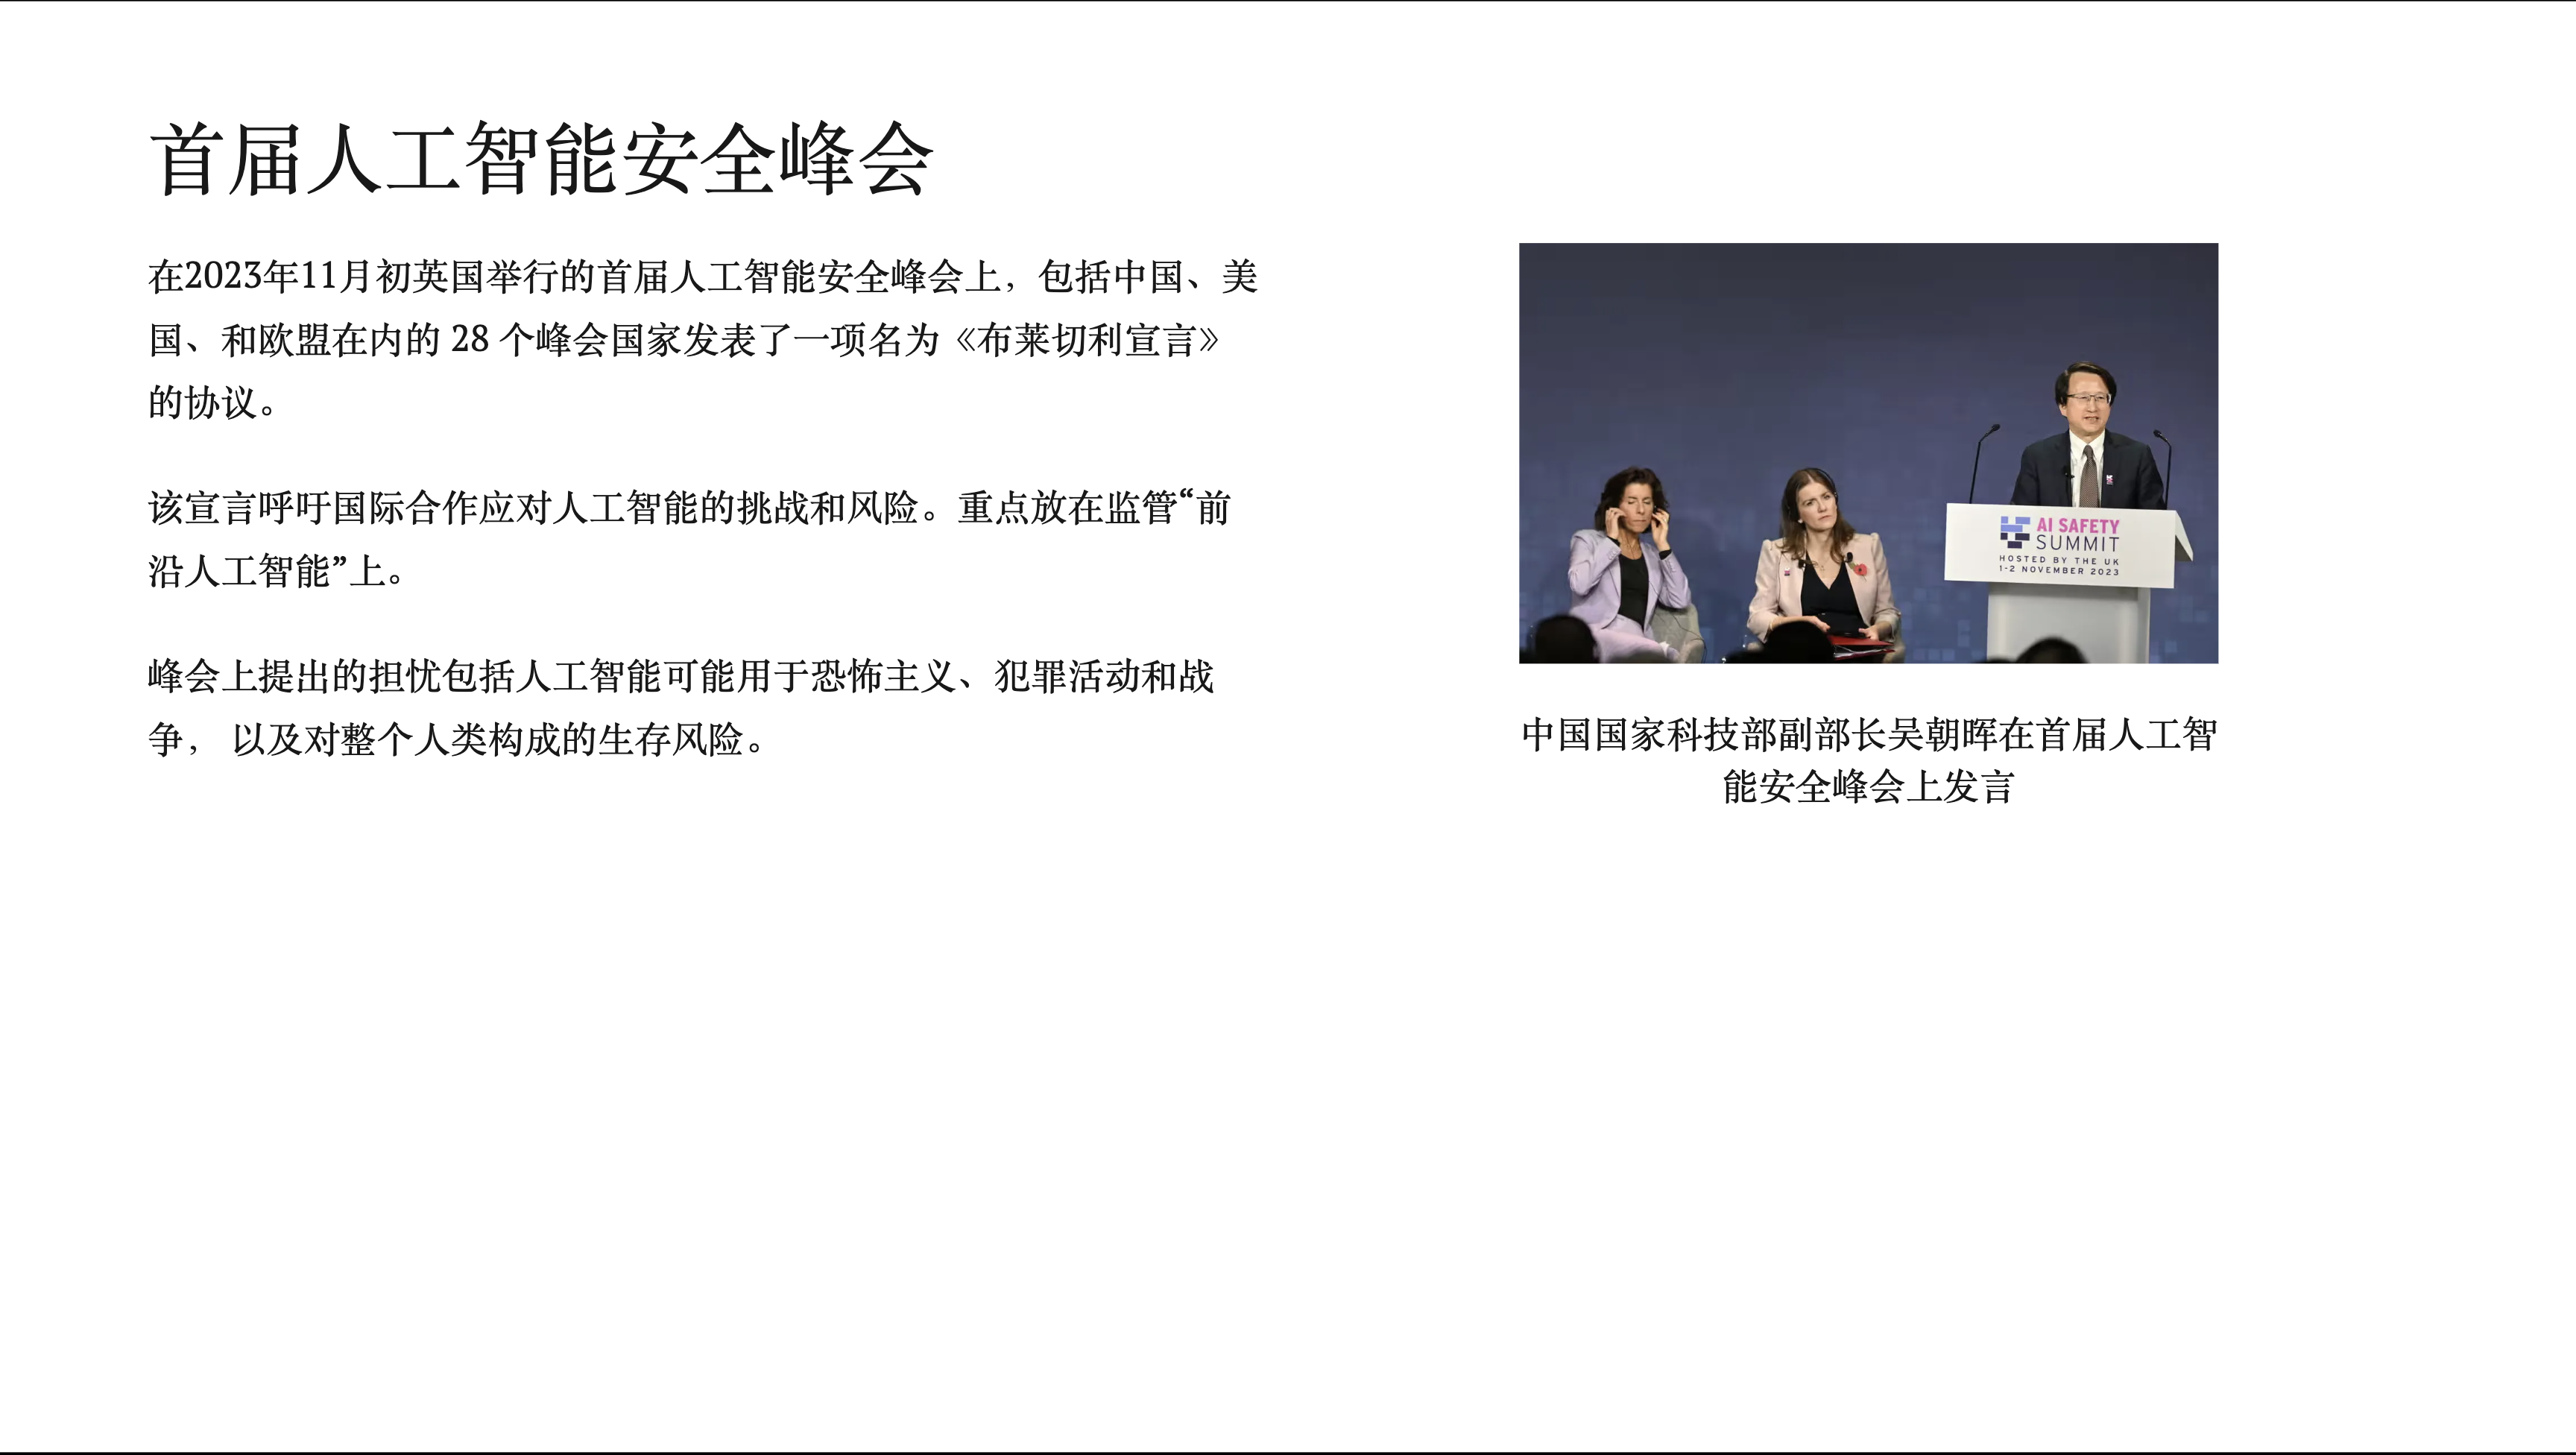 首届人工智能安全峰会
在2023年11月初英国举行的首届人工智能安全峰会上，包括中国、美
国、和欧盟在内的 28 个峰会国家发表了一项名为《布莱切利宣言》
的协议。
该宣言呼吁国际合作应对人工智能的挑战和风险。重点放在监管“前
沿人工智能”上。
峰会上提出的担忧包括人工智能可能用于恐怖主义、犯罪活动和战
争， 以及对整个人类构成的生存风险。
AI SAFETY
SUMMIT
HOSTED BY THE UK
1-2 NOVEMBER 2023
中国国家科技部副部长吴朝晖在首届人工智
能安全峰会上发言